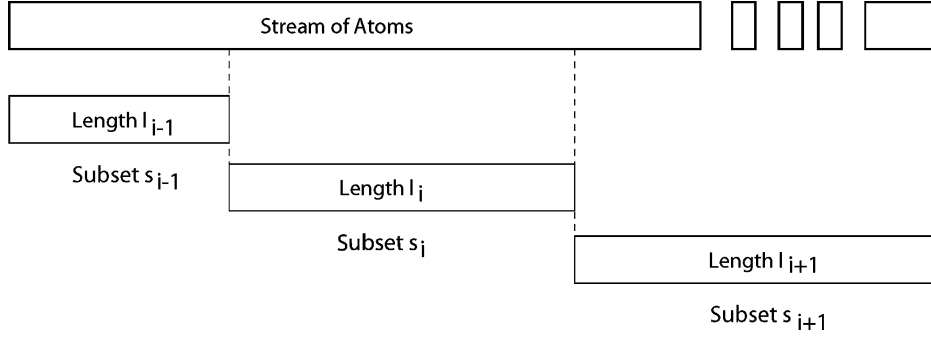 Stream of Atoms
Length l i-1
Subset s i-1
Length l i
Subset s i
Length l i+1
Subset s i+1